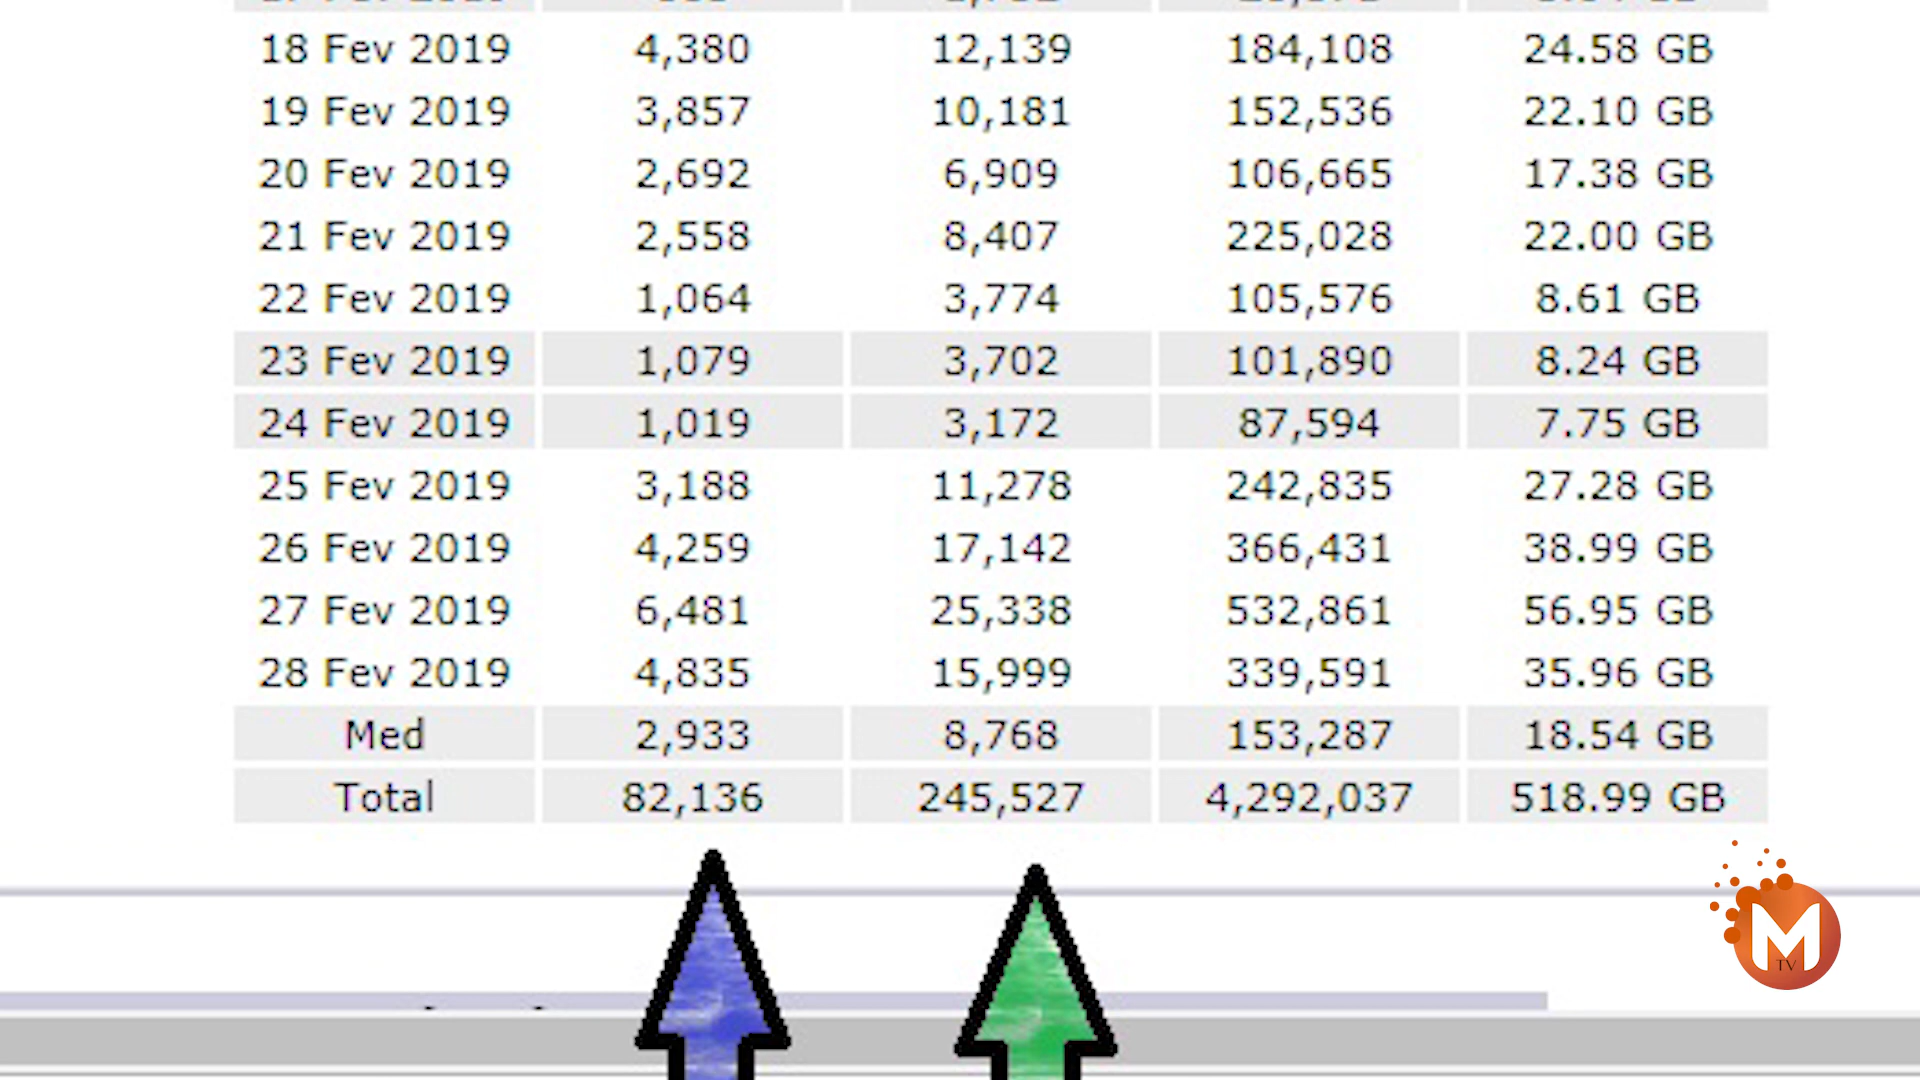 18 Fev 2019 4,380 12,139 184,108 24.58 GB
19 Fev 2019 3,857 10,181 152,536 22.10 GB
20 Fev 2019 2,692 6,909 106,665 17.38 GB
21 Fev 2019 2,558 8,407 225,028 22.00 GB
22 Fev 2019 1,064 3,774 105,576 8.61 GB
23 Fev 2019 1,079 3,702 101,890 8.24 GB
24 Fev 2019 1,019 3,172 87,594 7.75 GB
25 Fev 2019 3,188 11,278 242,835 27.28 GB
26 Fev 2019 4,259 17,142 366,431 38.99 GB
27 Fev 2019 6,481 25,338 532,861 56.95 GB
28 Fev 2019 4,835 15,999 339,591 35.96 GB
Med 2,933 8,768 153,287 18.54 GB
Total 82,136 245,527 4,292,037 518.99 GB
M
TV